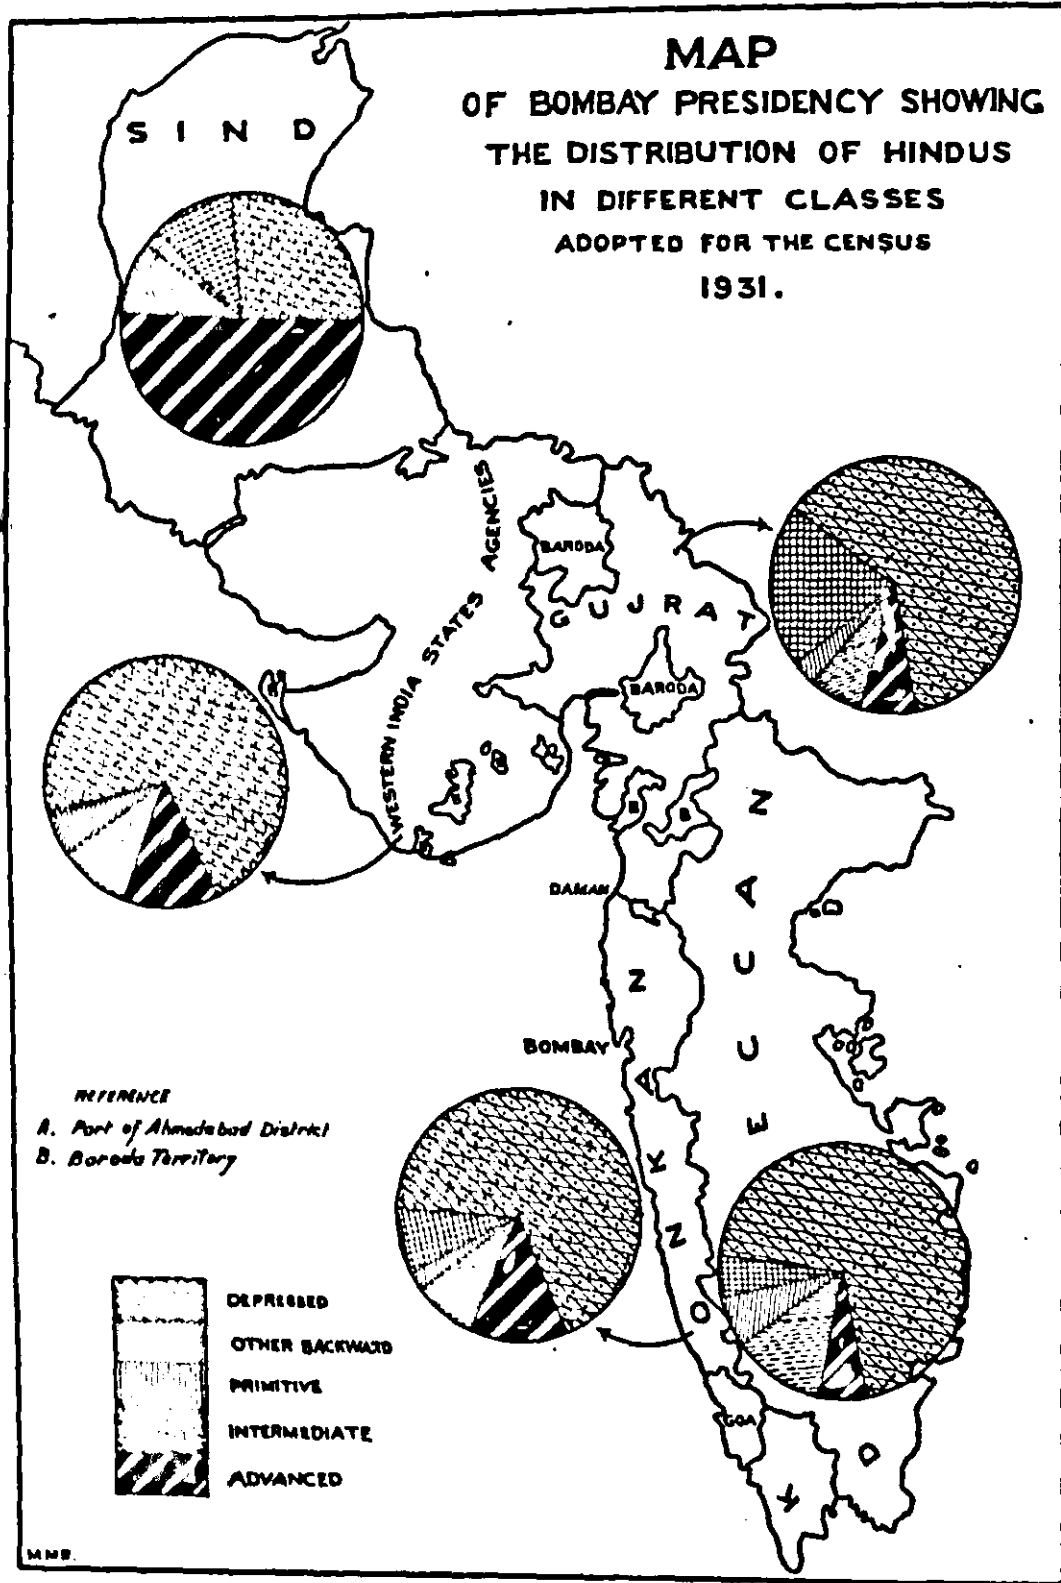 MAP
OF BOMBAY PRESIDENCY SHOWING
THE DISTRIBUTION OF HINDUS
IN DIFFERENT CLASSES
ADOPTED FOR THE CENSUS
1931.
SIND
WESTERN INDIA STATES AGENCIES
BARODA
GUJRAT
BARODA
A
B
B
DAMAN
DECCAN
BOMBAY
KONKAN
REFERENCE
A. Part of Ahmedabad District
B. Baroda Territory
DEPRESSED
OTHER BACKWARD
PRIMITIVE
INTERMEDIATE
ADVANCED
GOA
K
D